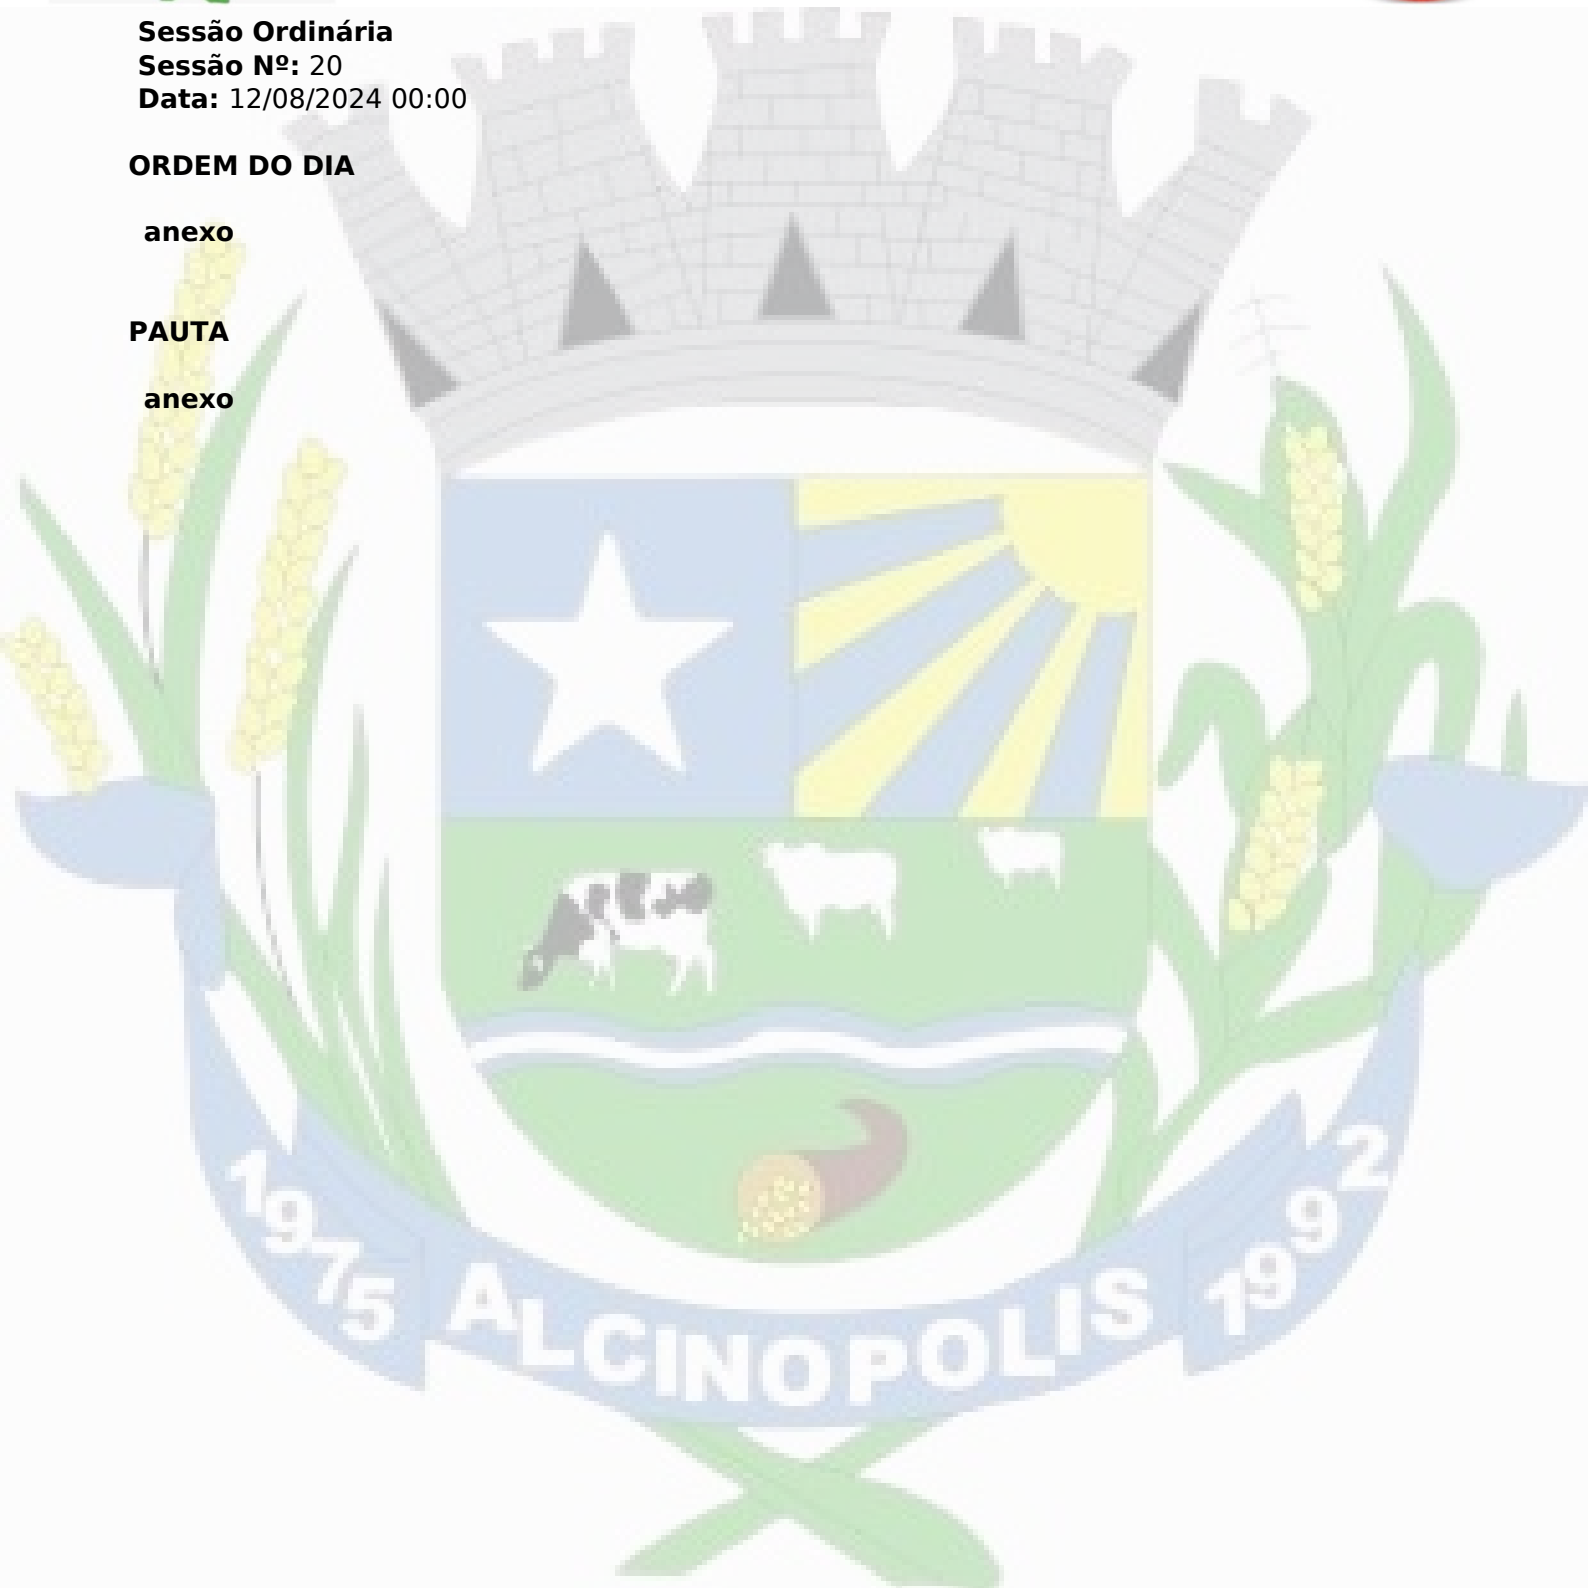 Sessão Ordinária
Sessão Nº: 20
Data: 12/08/2024 00:00
ORDEM DO DIA
anexo
PAUTA
anexo
1975 ALCINOPOLIS 1992